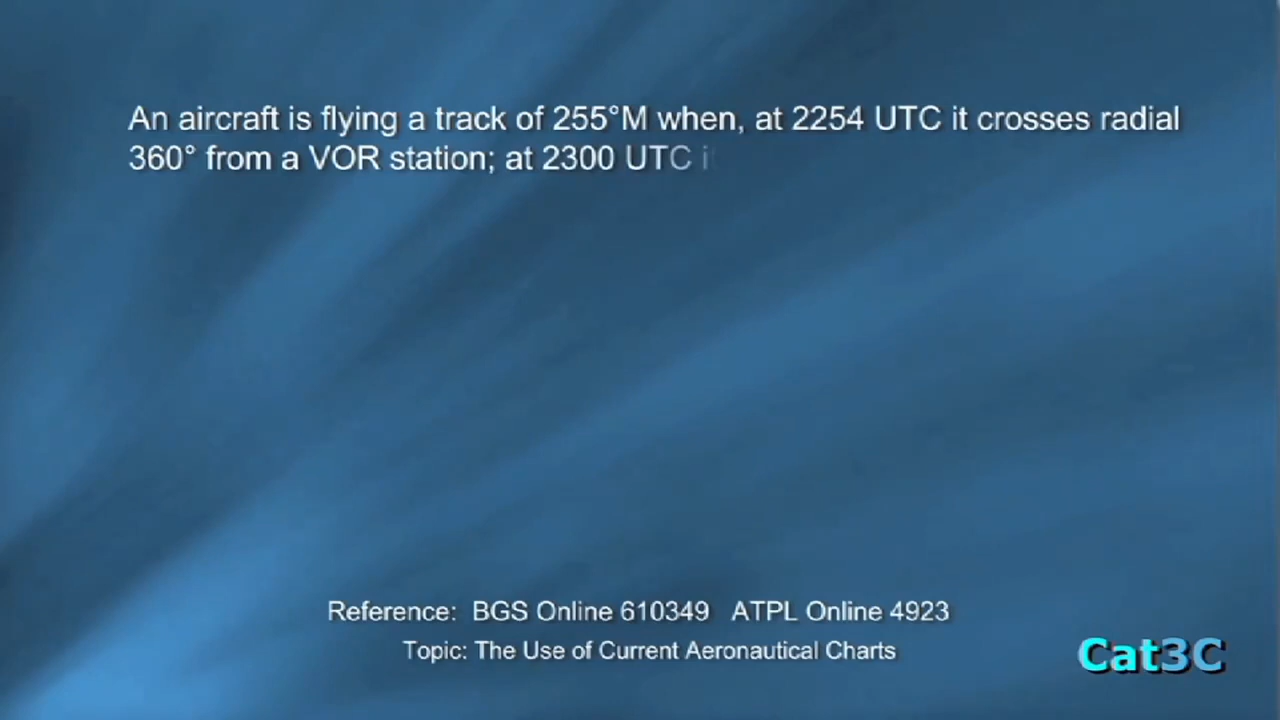 An aircraft is flying a track of 255°M when, at 2254 UTC it crosses radial
360° from a VOR station; at 2300 UTC i
Reference: BGS Online 610349 ATPL Online 4923
Topic: The Use of Current Aeronautical Charts
Cat3C